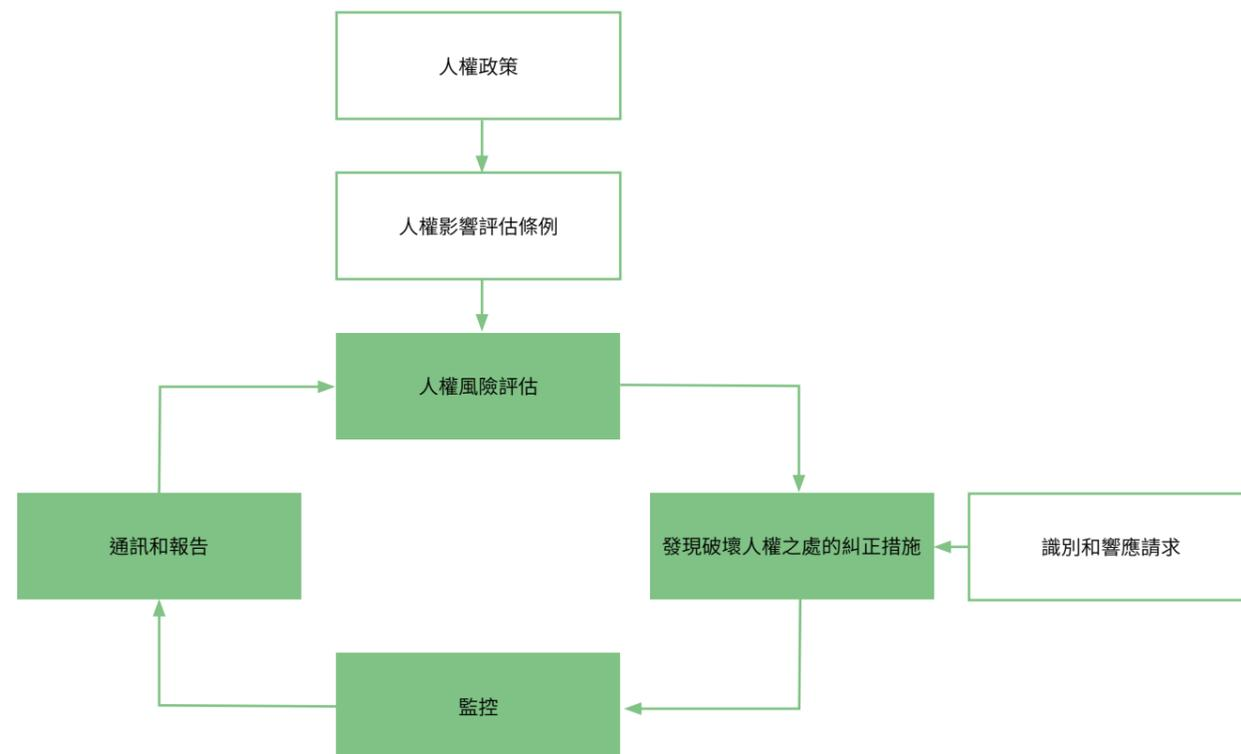 人權政策
人權影響評估條例
人權風險評估
通訊和報告
發現破壞人權之處的糾正措施
識別和響應請求
監控